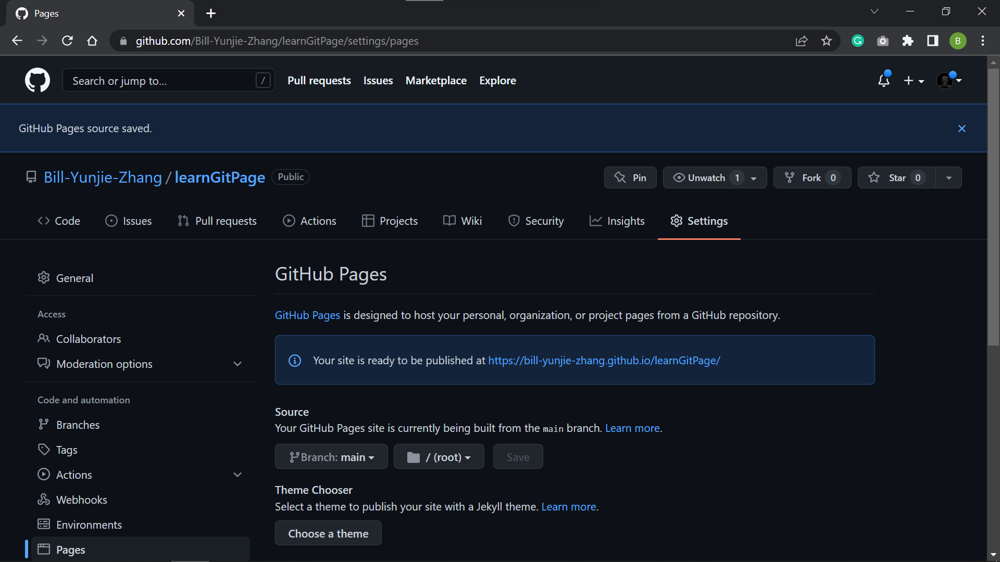 Pages
github.com/Bill-Yunjie-Zhang/learnGitPage/settings/pages
B
Search or jump to... /
Pull requests Issues Marketplace Explore
GitHub Pages source saved.
Bill-Yunjie-Zhang / learnGitPage Public
Pin Unwatch 1 Fork 0 Star 0
Code Issues Pull requests Actions Projects Wiki Security Insights Settings
General
Access
Collaborators
Moderation options
Code and automation
Branches
Tags
Actions
Webhooks
Environments
Pages
GitHub Pages
GitHub Pages is designed to host your personal, organization, or project pages from a GitHub repository.
Your site is ready to be published at https://bill-yunjie-zhang.github.io/learnGitPage/
Source
Your GitHub Pages site is currently being built from the main branch. Learn more.
Branch: main / (root) Save
Theme Chooser
Select a theme to publish your site with a Jekyll theme. Learn more.
Choose a theme